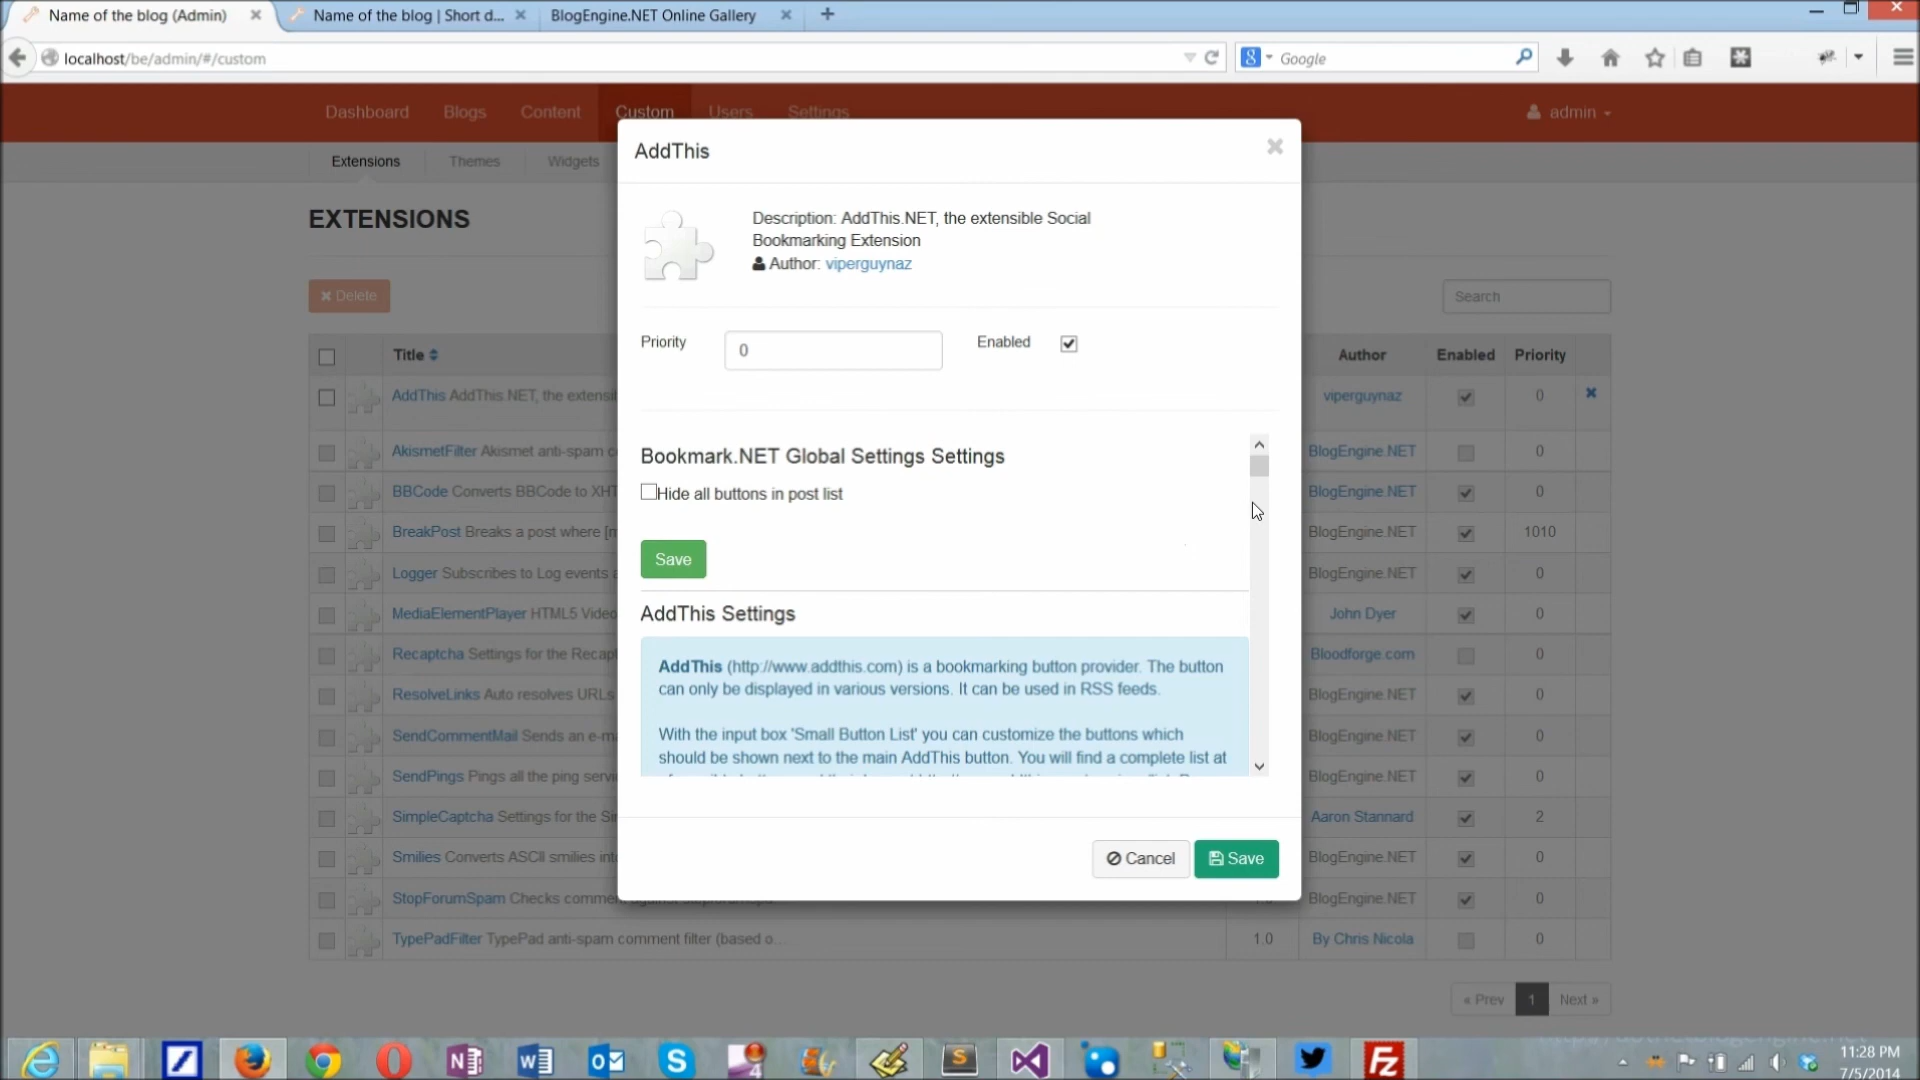 Name of the blog (Admin)
Name of the blog | Short d...
BlogEngine.NET Online Gallery
localhost/be/admin/#/custom
Google
Dashboard Blogs Content Custom Users Settings admin
Extensions Themes Widgets
EXTENSIONS
Delete
Search
Title Author Enabled Priority
AddThis AddThis.NET, the extensi viperguynaz 0
AkismetFilter Akismet anti-spam c BlogEngine.NET 0
BBCode Converts BBCode to XHT BlogEngine.NET 0
BreakPost Breaks a post where [m BlogEngine.NET 1010
Logger Subscribes to Log events a BlogEngine.NET 0
MediaElementPlayer HTML5 Video John Dyer 0
Recaptcha Settings for the Recapt Bloodforge.com 0
ResolveLinks Auto resolves URLs BlogEngine.NET 0
SendCommentMail Sends an e-ma BlogEngine.NET 0
SendPings Pings all the ping servi BlogEngine.NET 0
SimpleCaptcha Settings for the Si Aaron Stannard 2
Smilies Converts ASCII smilies int BlogEngine.NET 0
StopForumSpam Checks comment against BlogEngine.NET 0
TypePadFilter TypePad anti-spam comment filter (based o... 1.0 By Chris Nicola 0
« Prev 1 Next »
AddThis
Description: AddThis.NET, the extensible Social
Bookmarking Extension
Author: viperguynaz
Priority 0 Enabled
Bookmark.NET Global Settings Settings
Hide all buttons in post list
Save
AddThis Settings
AddThis (http://www.addthis.com) is a bookmarking button provider. The button
can only be displayed in various versions. It can be used in RSS feeds.
With the input box 'Small Button List' you can customize the buttons which
should be shown next to the main AddThis button. You will find a complete list at
Cancel Save
11:28 PM
7/5/2014